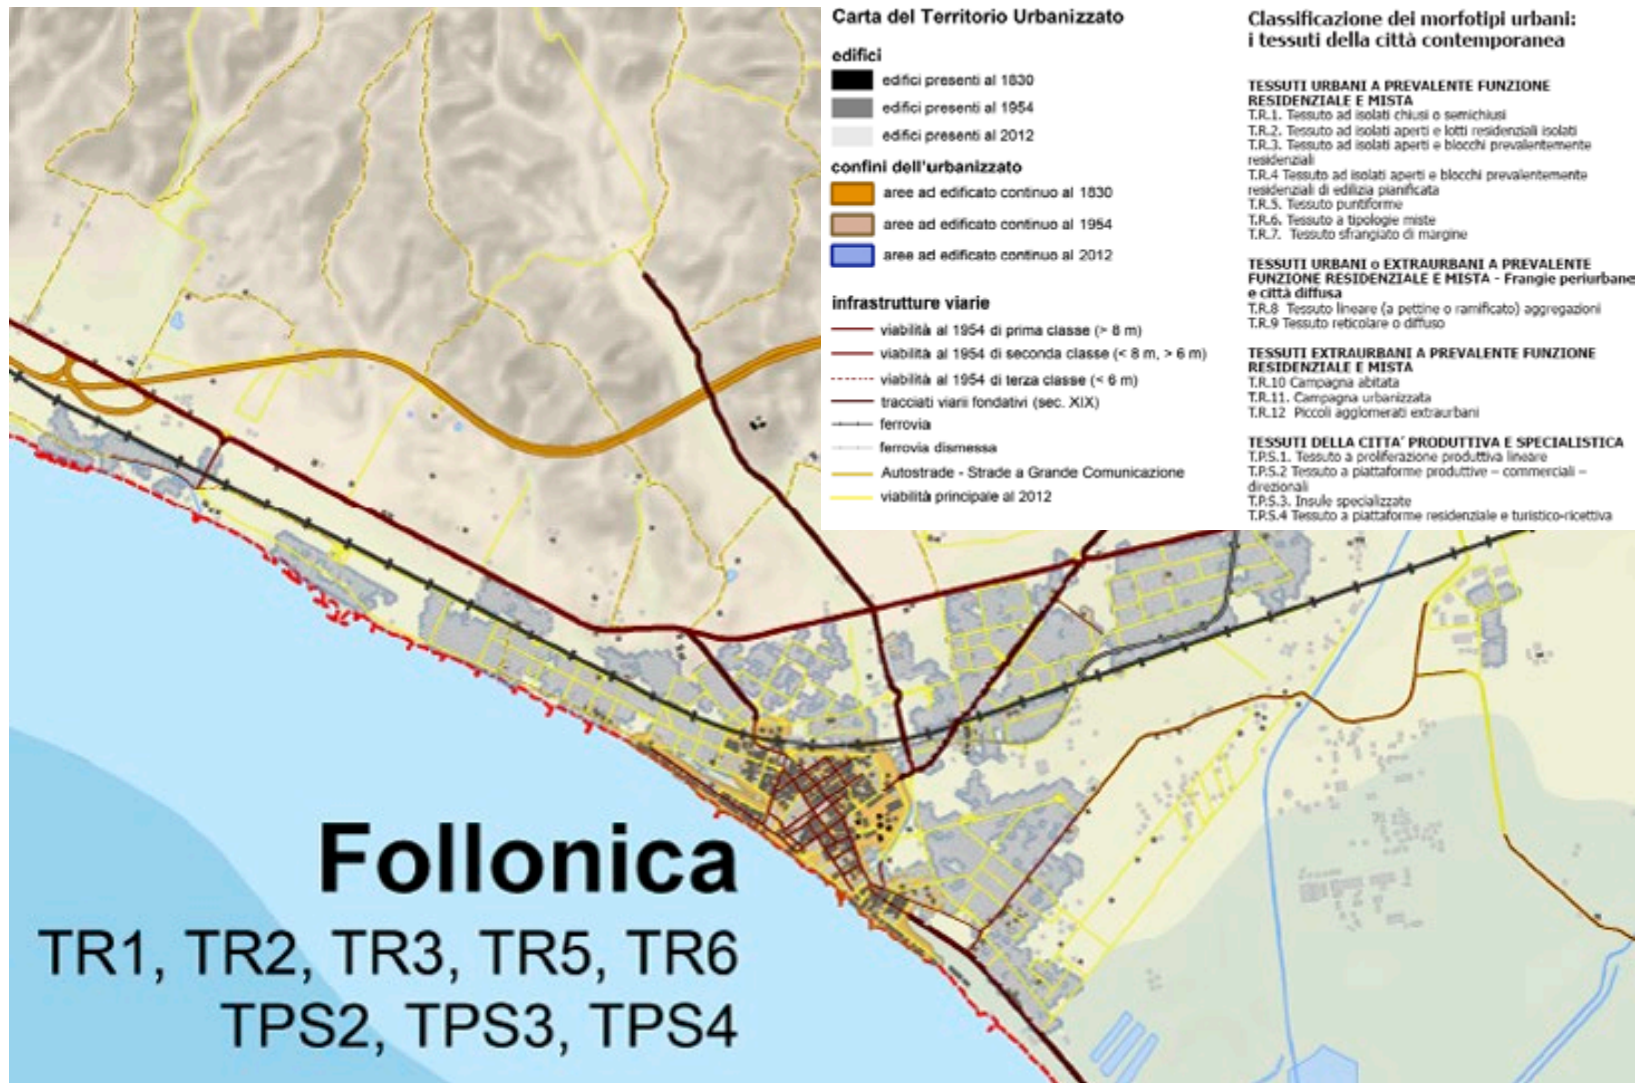 Carta del Territorio Urbanizzato
edifici
edifici presenti al 1830
edifici presenti al 1954
edifici presenti al 2012
confini dell'urbanizzato
aree ad edificato continuo al 1830
aree ad edificato continuo al 1954
aree ad edificato continuo al 2012
infrastrutture viarie
viabilità al 1954 di prima classe (> 8 m)
viabilità al 1954 di seconda classe (< 8 m, > 6 m)
viabilità al 1954 di terza classe (< 6 m)
tracciati viarii fondativi (sec. XIX)
ferrovia
ferrovia dismessa
Autostrade - Strade a Grande Comunicazione
viabilità principale al 2012
Classificazione dei morfotipi urbani:
i tessuti della città contemporanea
TESSUTI URBANI A PREVALENTE FUNZIONE
RESIDENZIALE E MISTA
T.R.1. Tessuto ad isolati chiusi o semichiusi
T.R.2. Tessuto ad isolati aperti e lotti residenziali isolati
T.R.3. Tessuto ad isolati aperti e blocchi prevalentemente
residenziali
T.R.4 Tessuto ad isolati aperti e blocchi prevalentemente
residenziali di edilizia pianificata
T.R.5. Tessuto puntiforme
T.R.6. Tessuto a tipologie miste
T.R.7. Tessuto sfrangiato di margine
TESSUTI URBANI o EXTRAURBANI A PREVALENTE
FUNZIONE RESIDENZIALE E MISTA - Frangie periurbane
e città diffusa
T.R.8 Tessuto lineare (a pettine o ramificato) aggregazioni
T.R.9 Tessuto reticolare o diffuso
TESSUTI EXTRAURBANI A PREVALENTE FUNZIONE
RESIDENZIALE E MISTA
T.R.10 Campagna abitata
T.R.11. Campagna urbanizzata
T.R.12 Piccoli agglomerati extraurbani
TESSUTI DELLA CITTA' PRODUTTIVA E SPECIALISTICA
T.P.S.1. Tessuto a proliferazione produttiva lineare
T.P.S.2 Tessuto a piattaforme produttive – commerciali –
direzionali
T.P.S.3. Insule specializzate
T.P.S.4 Tessuto a piattaforme residenziale e turistico-ricettiva
Follonica
TR1, TR2, TR3, TR5, TR6
TPS2, TPS3, TPS4